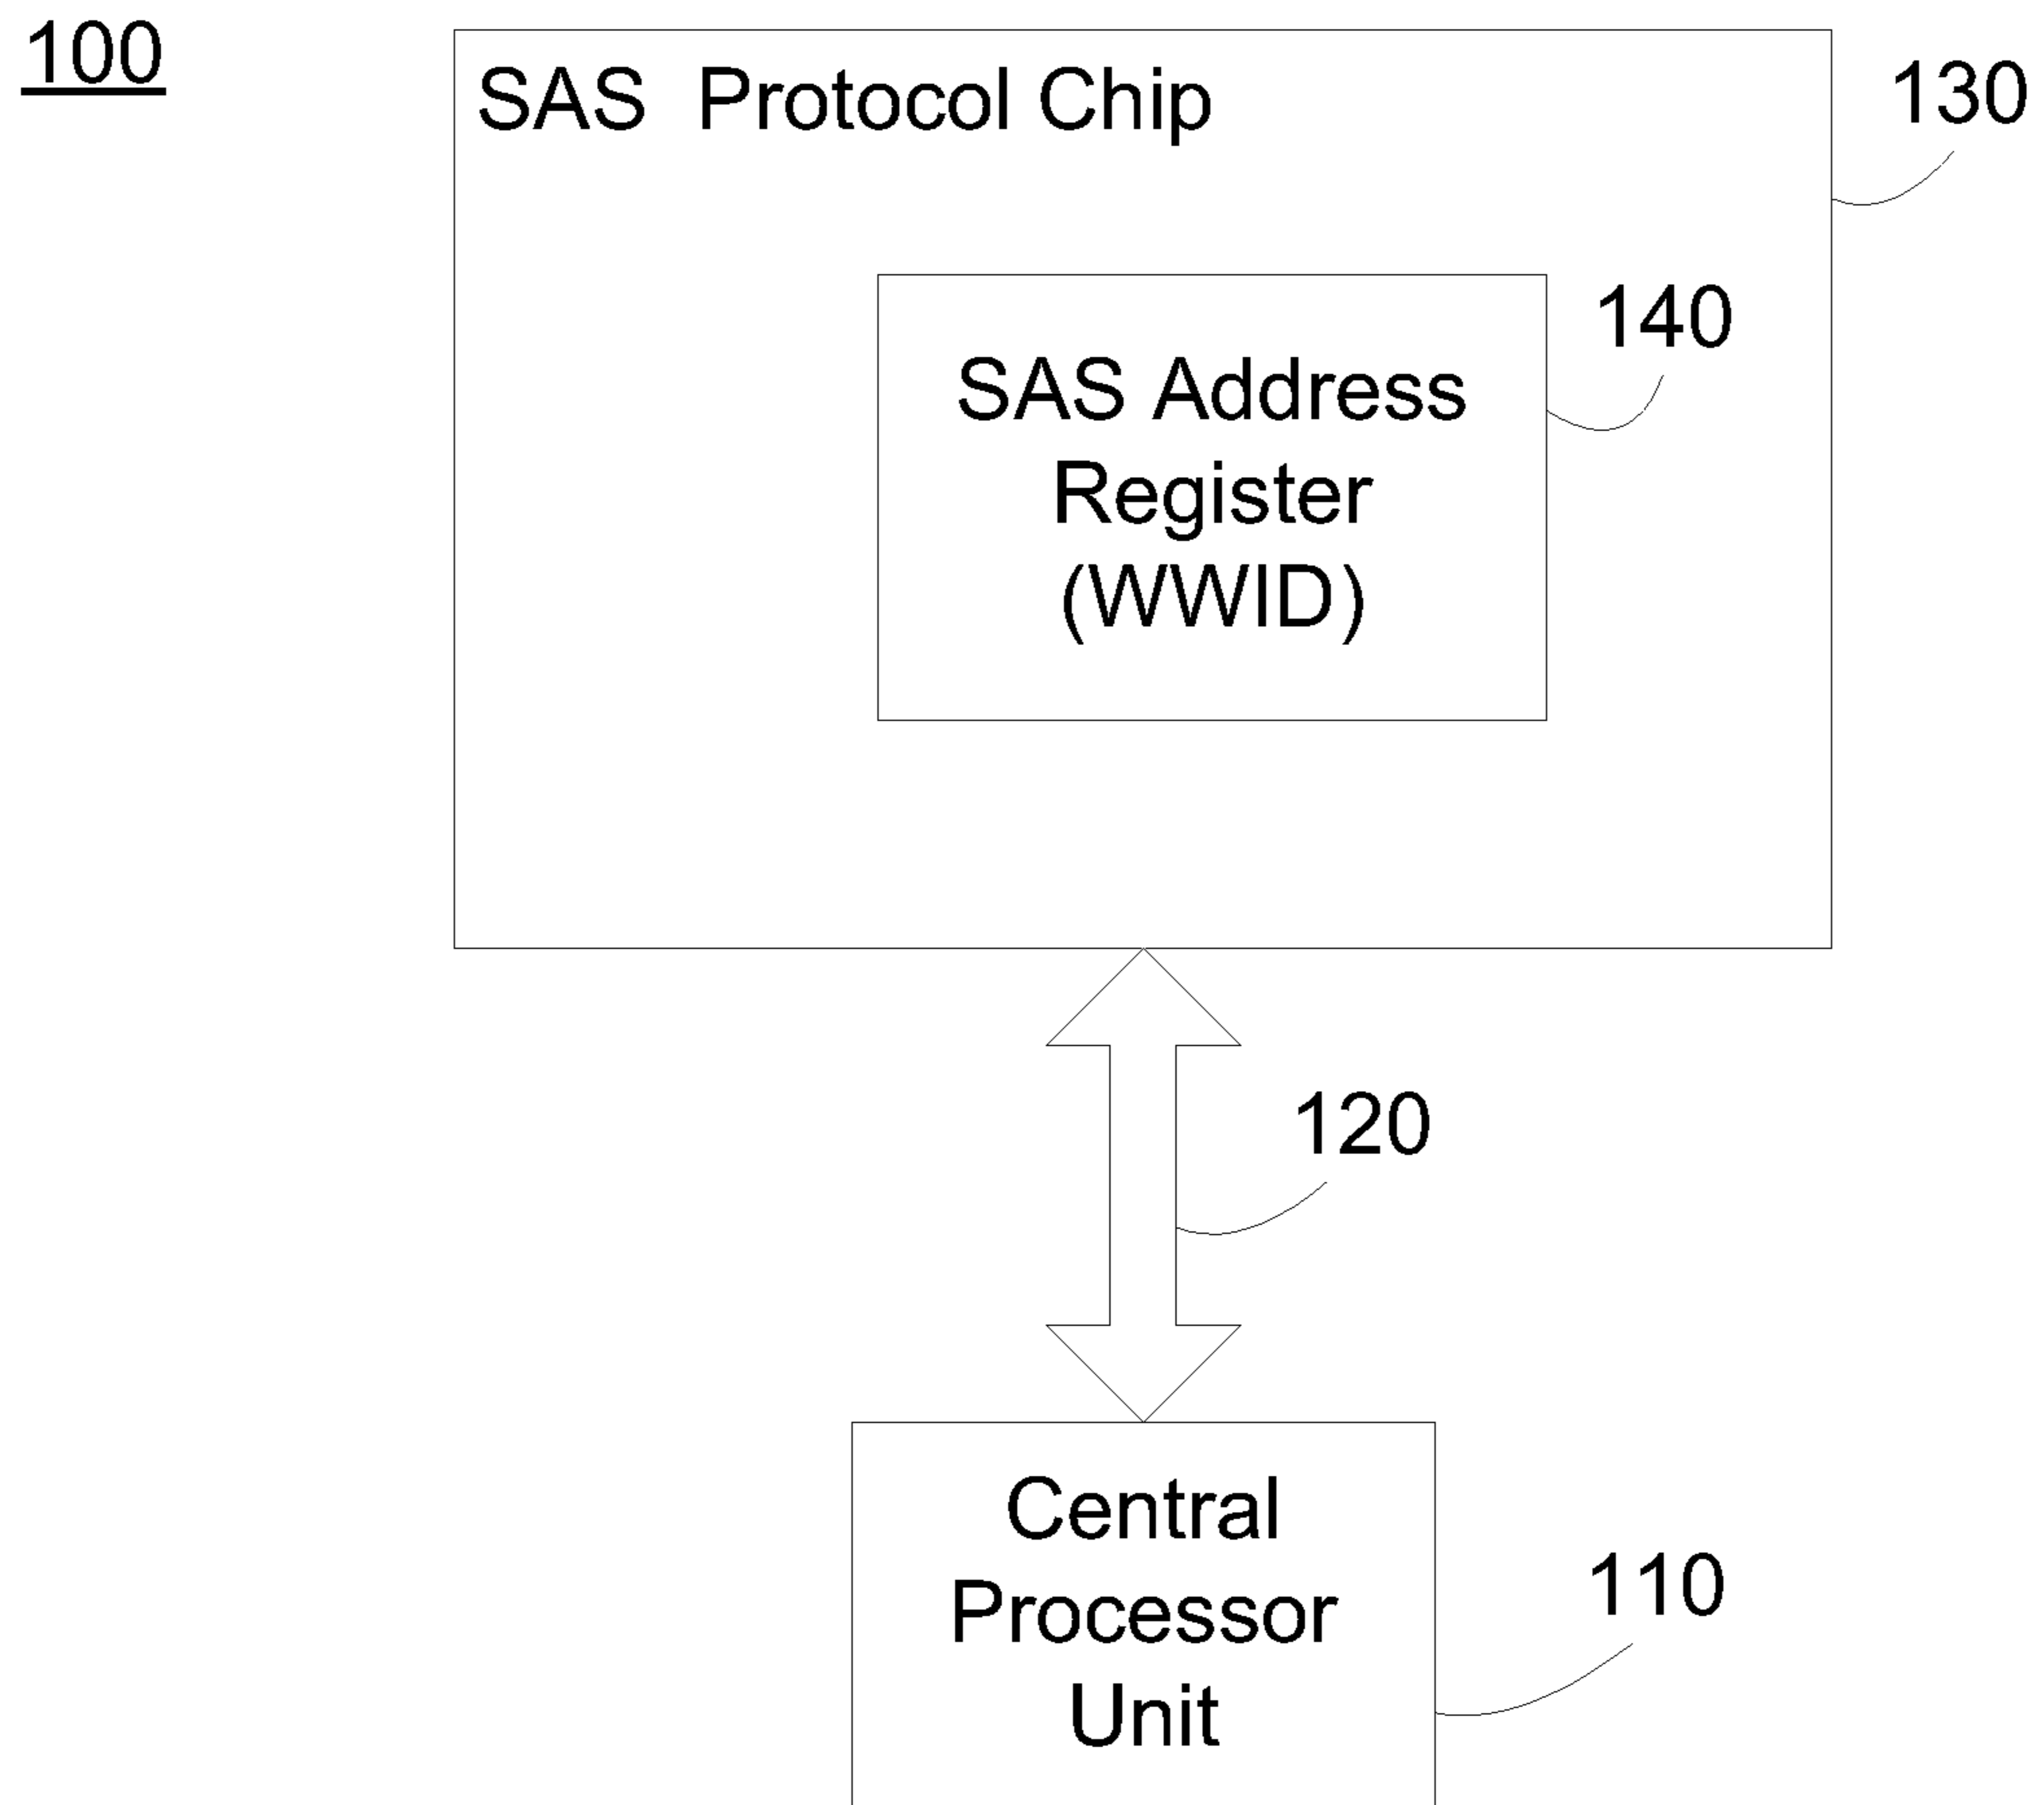 100
SAS Protocol Chip
130
140
SAS Address
Register
(WWID)
120
Central
Processor
Unit
110